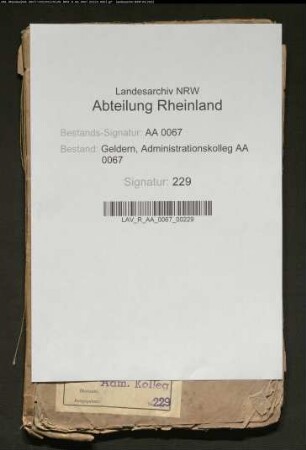 Landesarchiv NRW
Abteilung Rheinland
Bestands-Signatur: AA 0067
Bestand: Geldern, Administrationskolleg AA
0067
Signatur: 229
LAV_R_AA_0067_00229
Adm. Kolleg
229